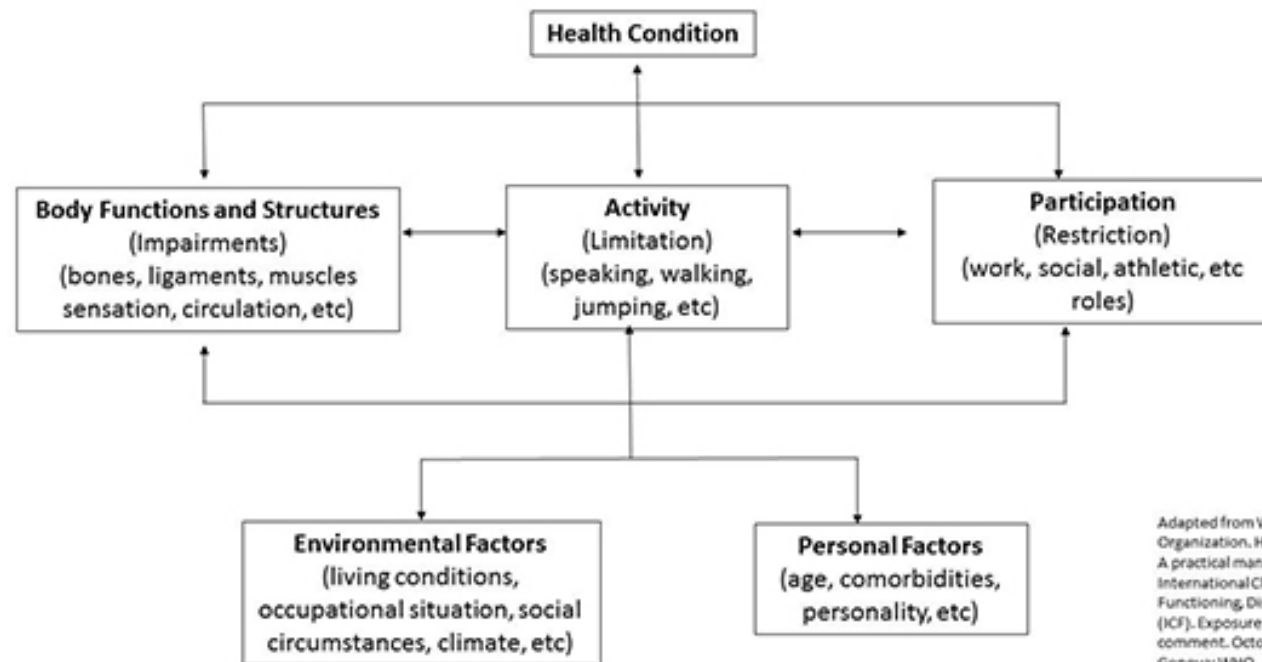 Health Condition
Body Functions and Structures
(Impairments)
(bones, ligaments, muscles
sensation, circulation, etc)
Activity
(Limitation)
(speaking, walking,
jumping, etc)
Participation
(Restriction)
(work, social, athletic, etc
roles)
Environmental Factors
(living conditions,
occupational situation, social
circumstances, climate, etc)
Personal Factors
(age, comorbidities,
personality, etc)
Adapted from
Organization.
A practical
International
Functioning,
(ICF). Exposure
comment.
Geneva: WHO